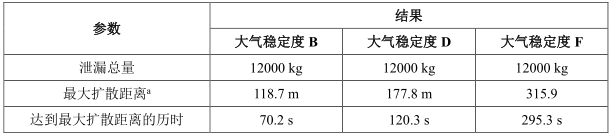 参数 结果
大气稳定度 B 大气稳定度 D 大气稳定度 F
泄漏总量 12000 kg 12000 kg 12000 kg
最大扩散距离ᵃ 118.7 m 177.8 m 315.9
达到最大扩散距离的历时 70.2 s 120.3 s 295.3 s